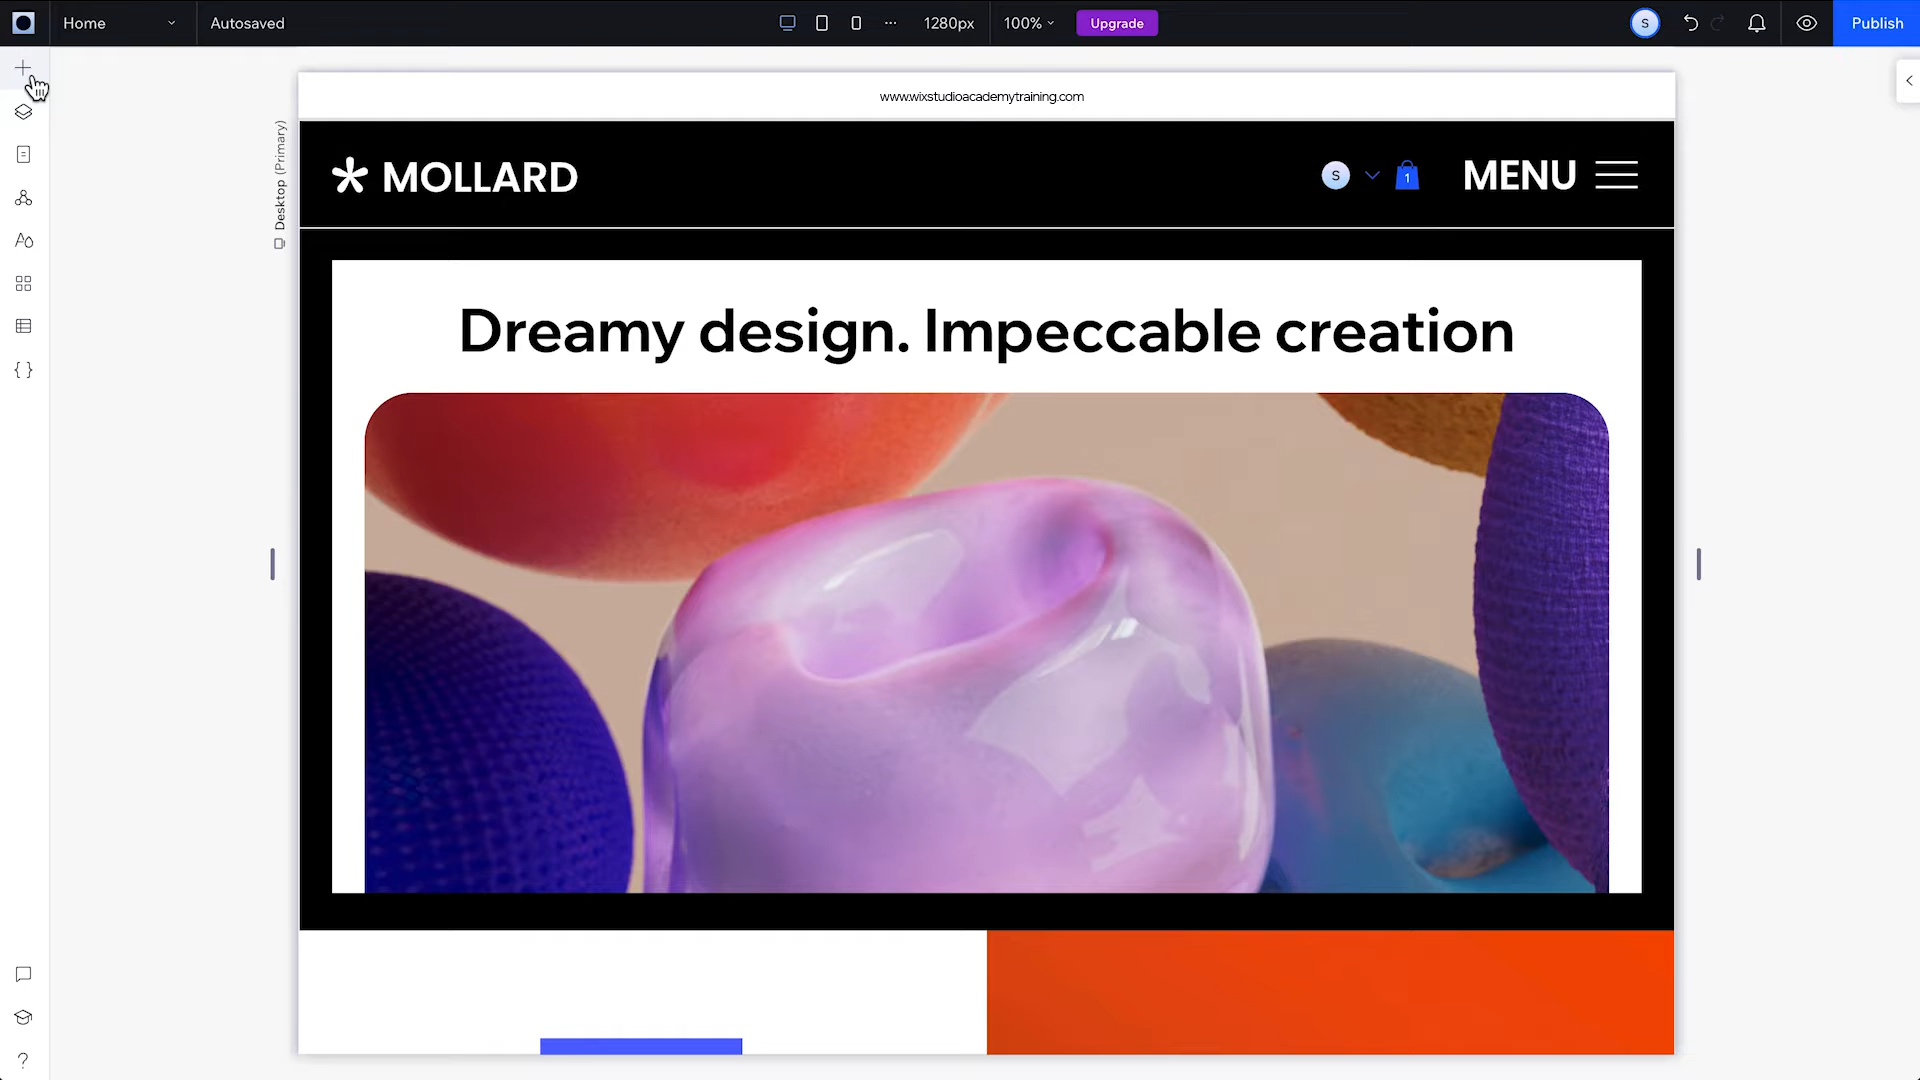 Home
Autosaved
1280px
100%
Upgrade
S
Publish
www.wixstudioacademytraining.com
Desktop (Primary)
MOLLARD
S
1
MENU
Dreamy design. Impeccable creation